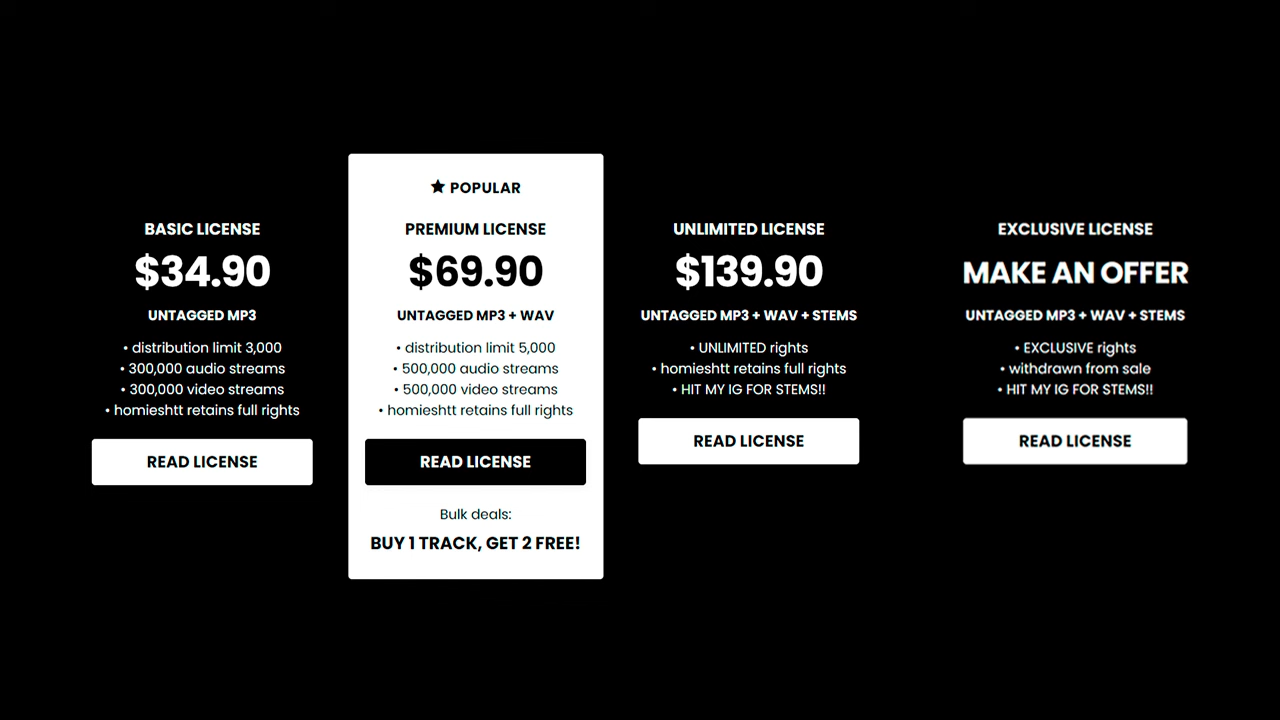 BASIC LICENSE
$34.90
UNTAGGED MP3
• distribution limit 3,000
• 300,000 audio streams
• 300,000 video streams
• homieshtt retains full rights
READ LICENSE
POPULAR
PREMIUM LICENSE
$69.90
UNTAGGED MP3 + WAV
• distribution limit 5,000
• 500,000 audio streams
• 500,000 video streams
• homieshtt retains full rights
READ LICENSE
Bulk deals:
BUY 1 TRACK, GET 2 FREE!
UNLIMITED LICENSE
$139.90
UNTAGGED MP3 + WAV + STEMS
• UNLIMITED rights
• homieshtt retains full rights
• HIT MY IG FOR STEMS!!
READ LICENSE
EXCLUSIVE LICENSE
MAKE AN OFFER
UNTAGGED MP3 + WAV + STEMS
• EXCLUSIVE rights
• withdrawn from sale
• HIT MY IG FOR STEMS!!
READ LICENSE